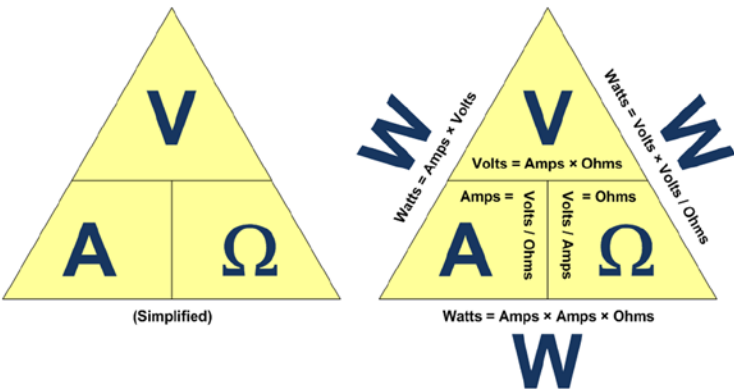 V
A
Ω
(Simplified)
W
Watts = Amps × Volts
W
Watts = Volts × Volts / Ohms
V
Volts = Amps × Ohms
Amps =
Volts / Ohms
A
Volts / Amps
= Ohms
Ω
Watts = Amps × Amps × Ohms
W